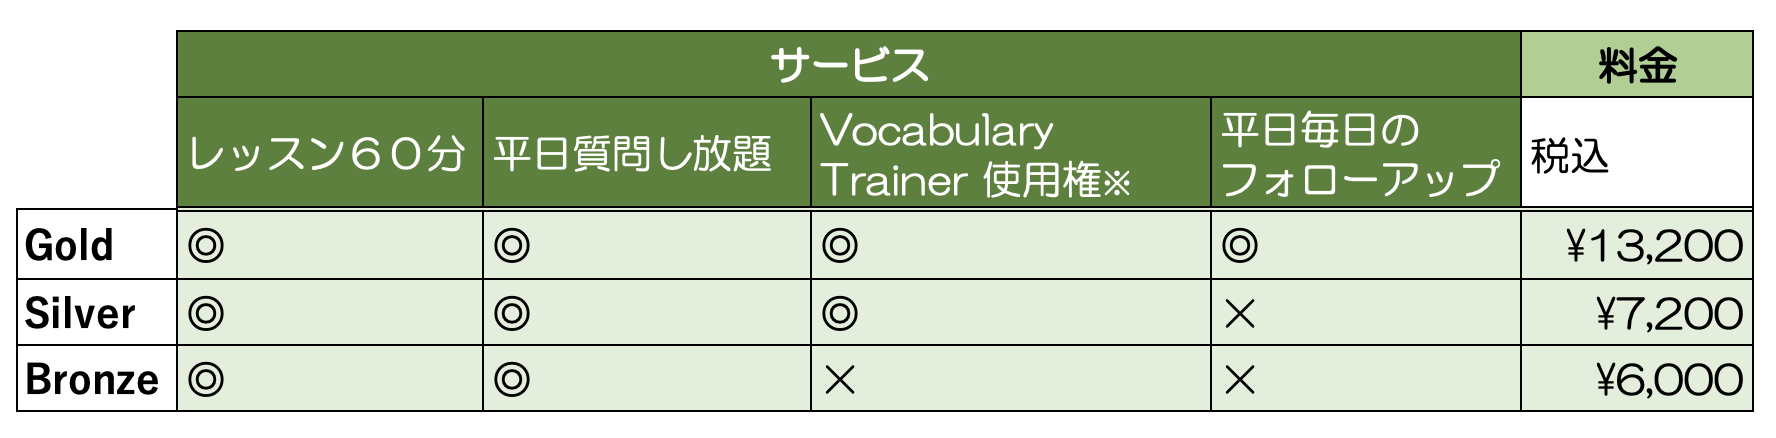 サービス 料金
レッスン６０分 平日質問し放題 Vocabulary Trainer 使用権※ 平日毎日の フォローアップ 税込
Gold ◎ ◎ ◎ ◎ ¥13,200
Silver ◎ ◎ ◎ × ¥7,200
Bronze ◎ ◎ × × ¥6,000